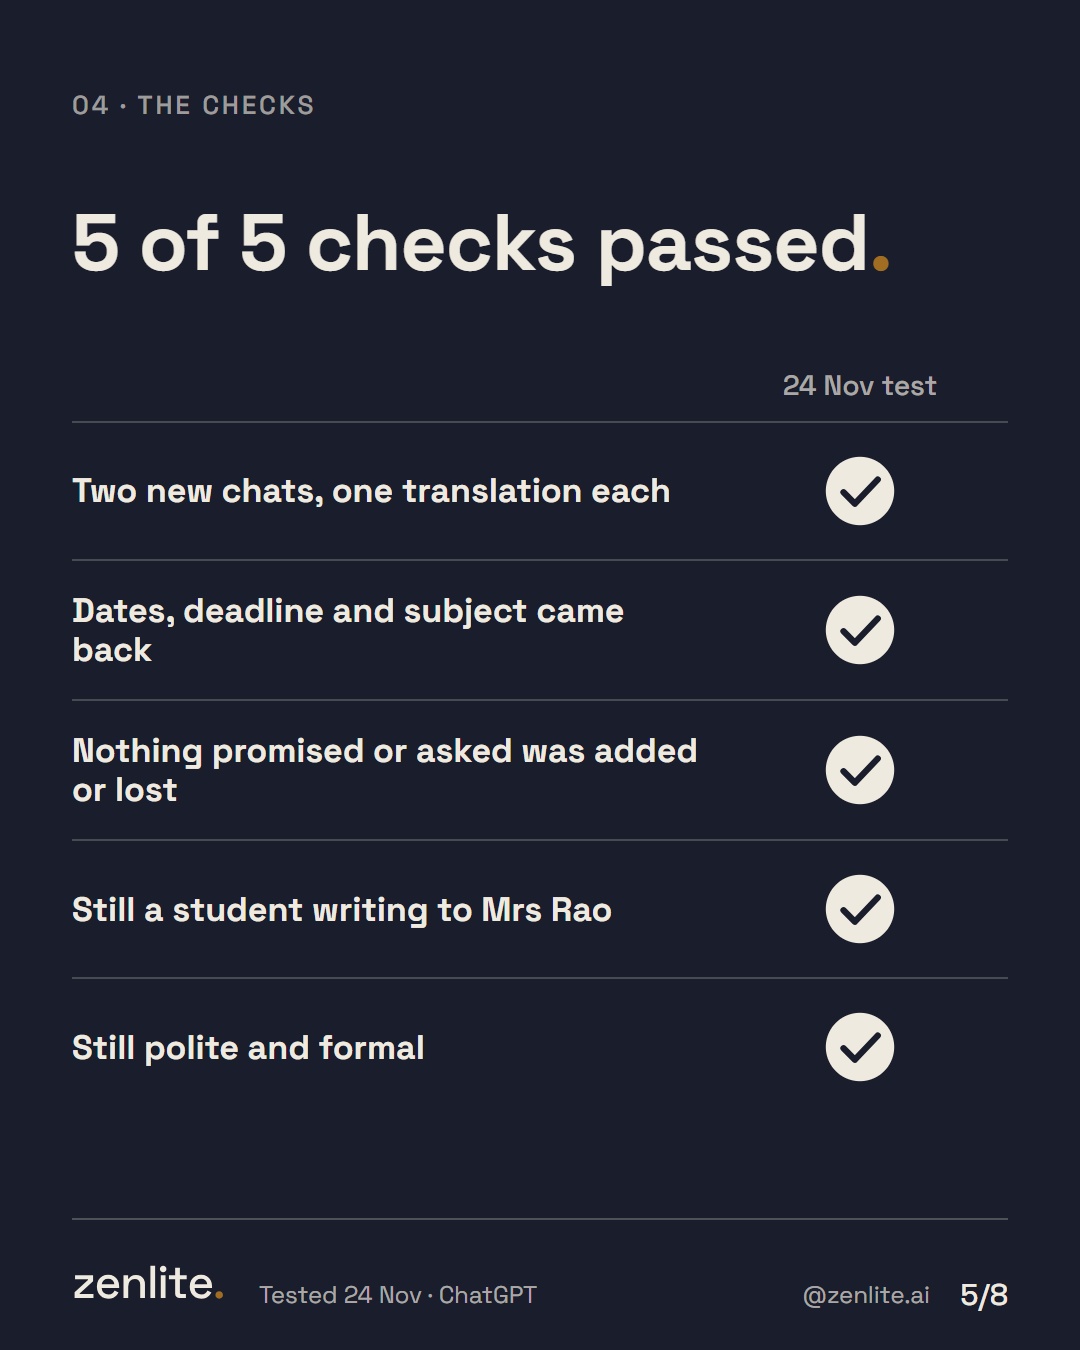 04 · THE CHECKS
5 of 5 checks passed.
24 Nov test
Two new chats, one translation each
Dates, deadline and subject came
back
Nothing promised or asked was added
or lost
Still a student writing to Mrs Rao
Still polite and formal
zenlite. Tested 24 Nov · ChatGPT @zenlite.ai 5/8